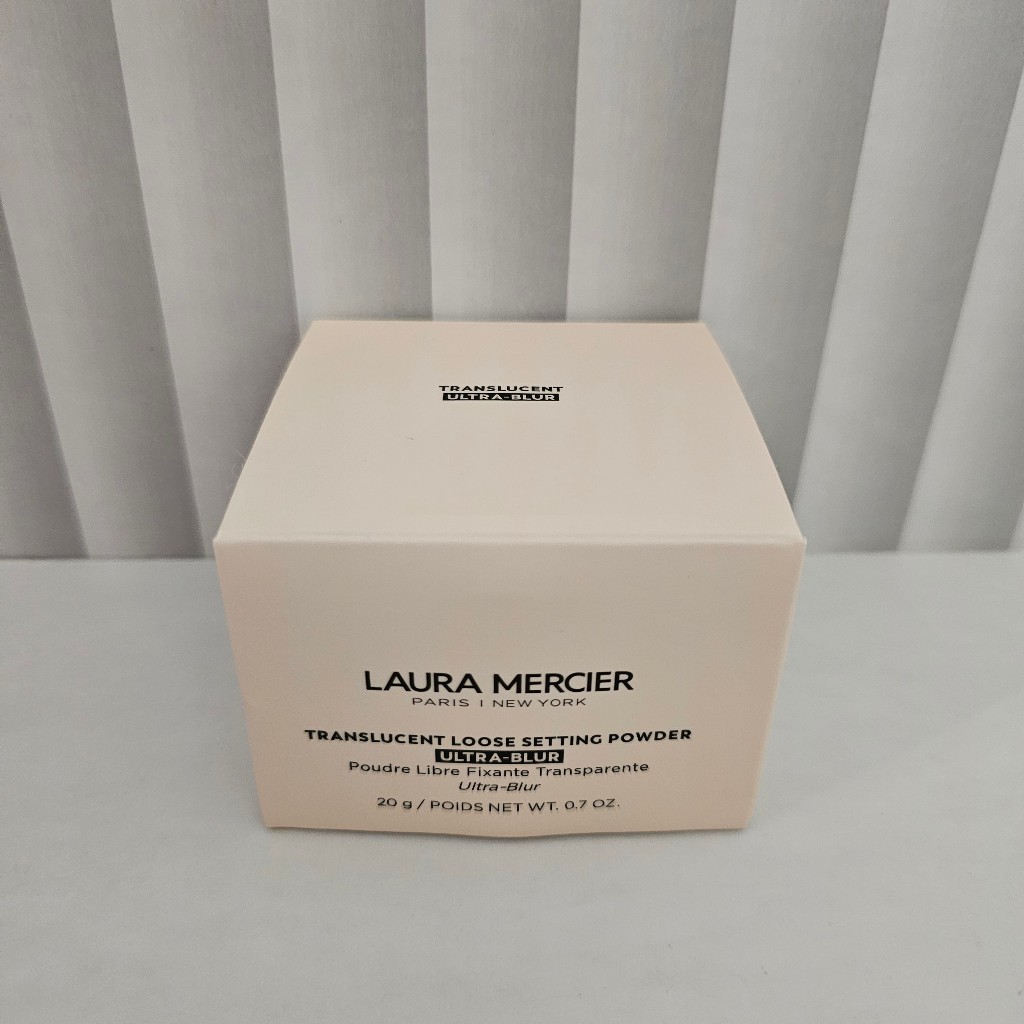 TRANSLUCENT
ULTRA-BLUR
LAURA MERCIER
PARIS | NEW YORK
TRANSLUCENT LOOSE SETTING POWDER
ULTRA-BLUR
Poudre Libre Fixante Transparente
Ultra-Blur
20 g / POIDS NET WT. 0.7 OZ.